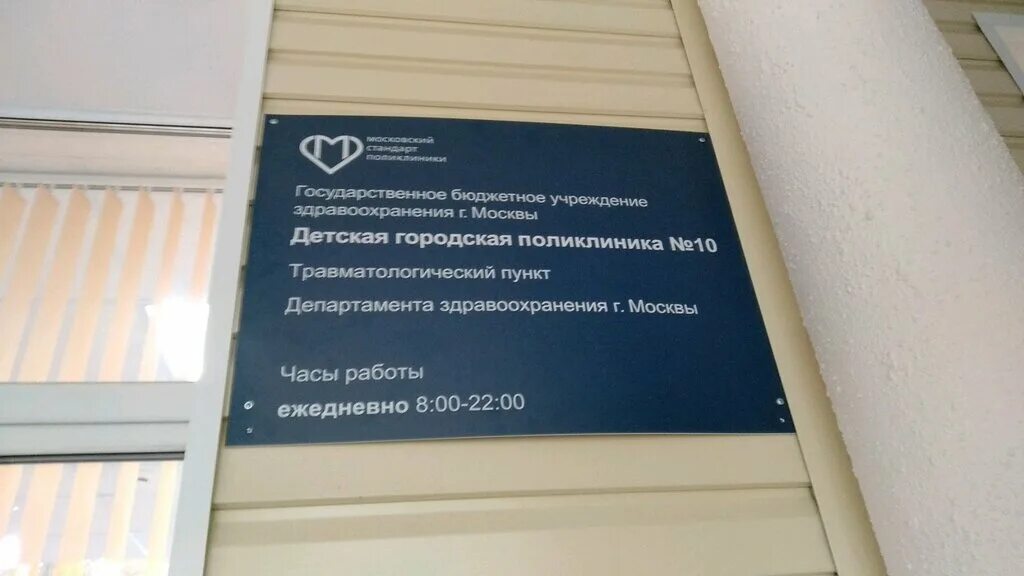 московский
стандарт
поликлиники
Государственное бюджетное учреждение
здравоохранения г. Москвы
Детская городская поликлиника №10
Травматологический пункт
Департамента здравоохранения г. Москвы
Часы работы
ежедневно 8:00-22:00